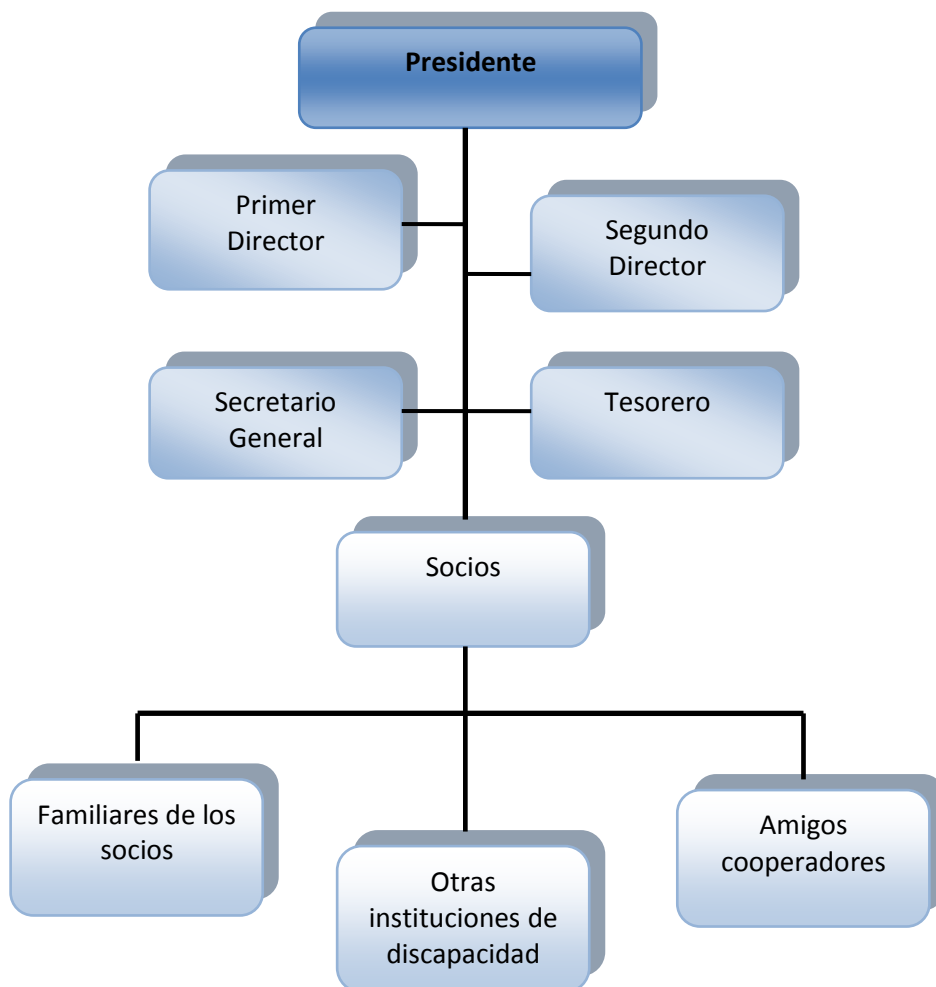 Presidente
Primer
Director
Segundo
Director
Secretario
General
Tesorero
Socios
Familiares de los
socios
Otras
instituciones de
discapacidad
Amigos
cooperadores